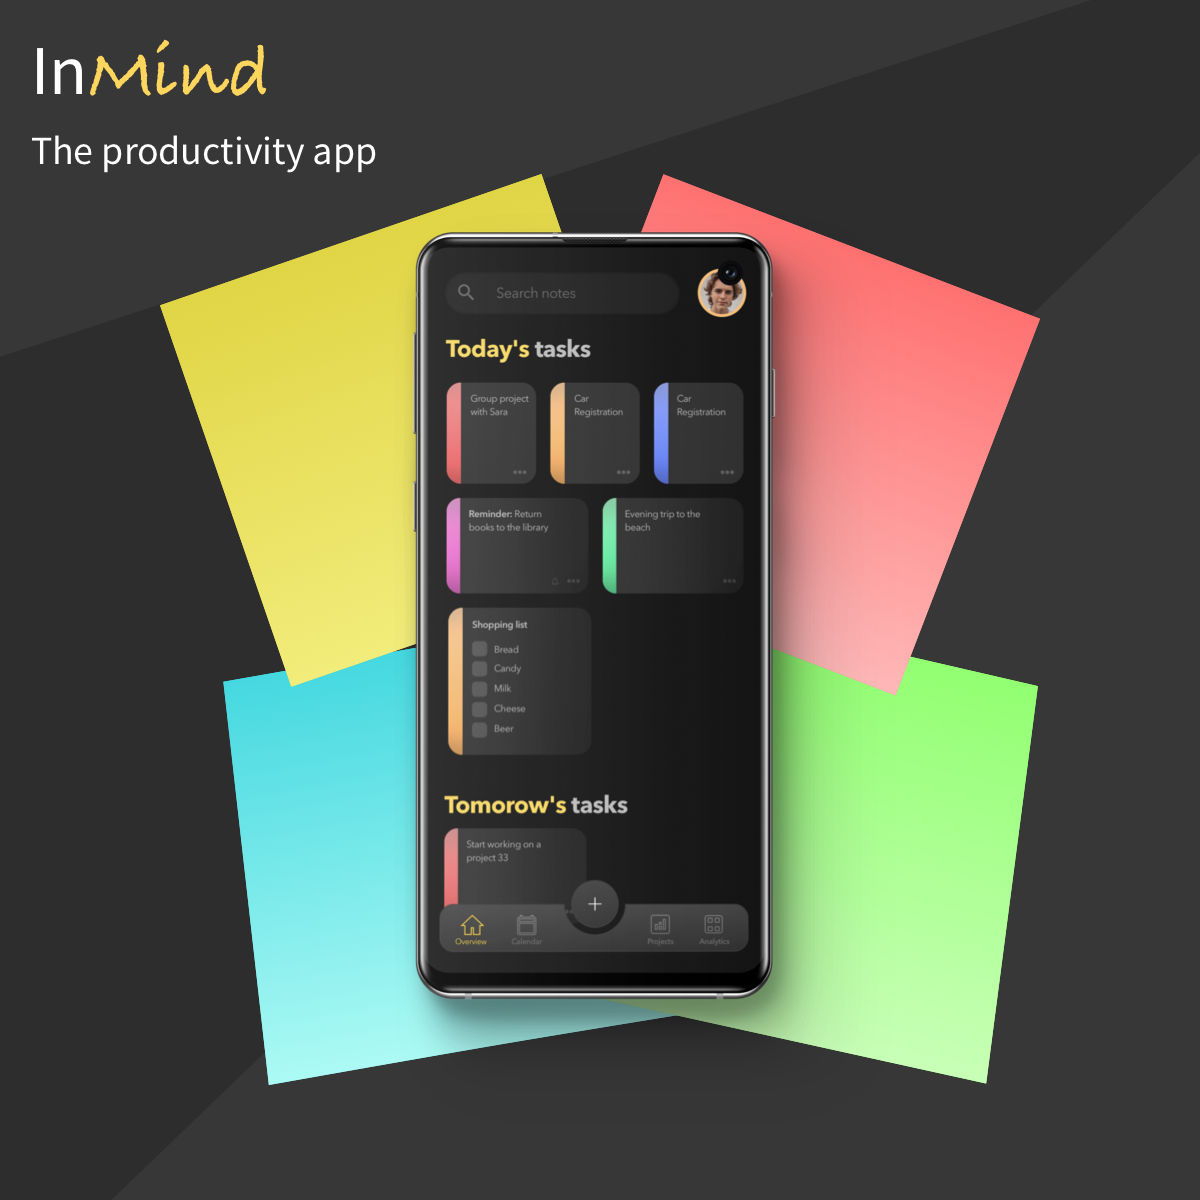 InMind
The productivity app
Search notes
Today's tasks
Group project
with Sara
Car
Registration
Car
Registration
Reminder: Return
books to the library
Evening trip to the
beach
Shopping list
Bread
Candy
Milk
Cheese
Beer
Tomorow's tasks
Start working on a
project 33
+
Overview
Calendar
Projects
Analytics